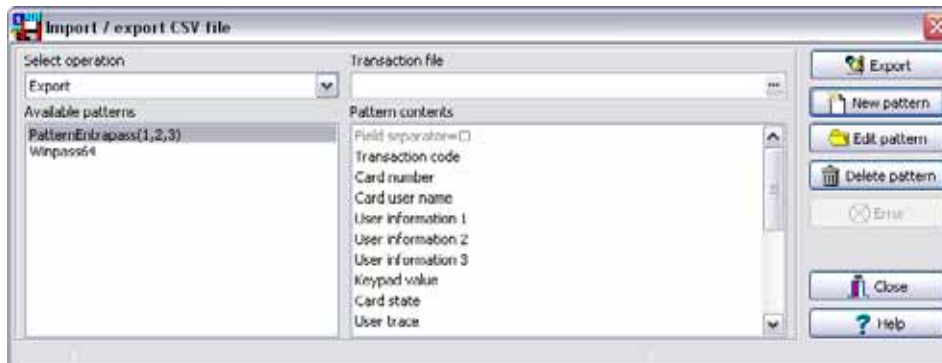 Import / export CSV file
Select operation
Export
Available patterns
PatternEntrapass(1,2,3)
Winpass64
Transaction file
...
Pattern contents
Field separator=□
Transaction code
Card number
Card user name
User information 1
User information 2
User information 3
Keypad value
Card state
User trace
Export
New pattern
Edit pattern
Delete pattern
Error
Close
? Help